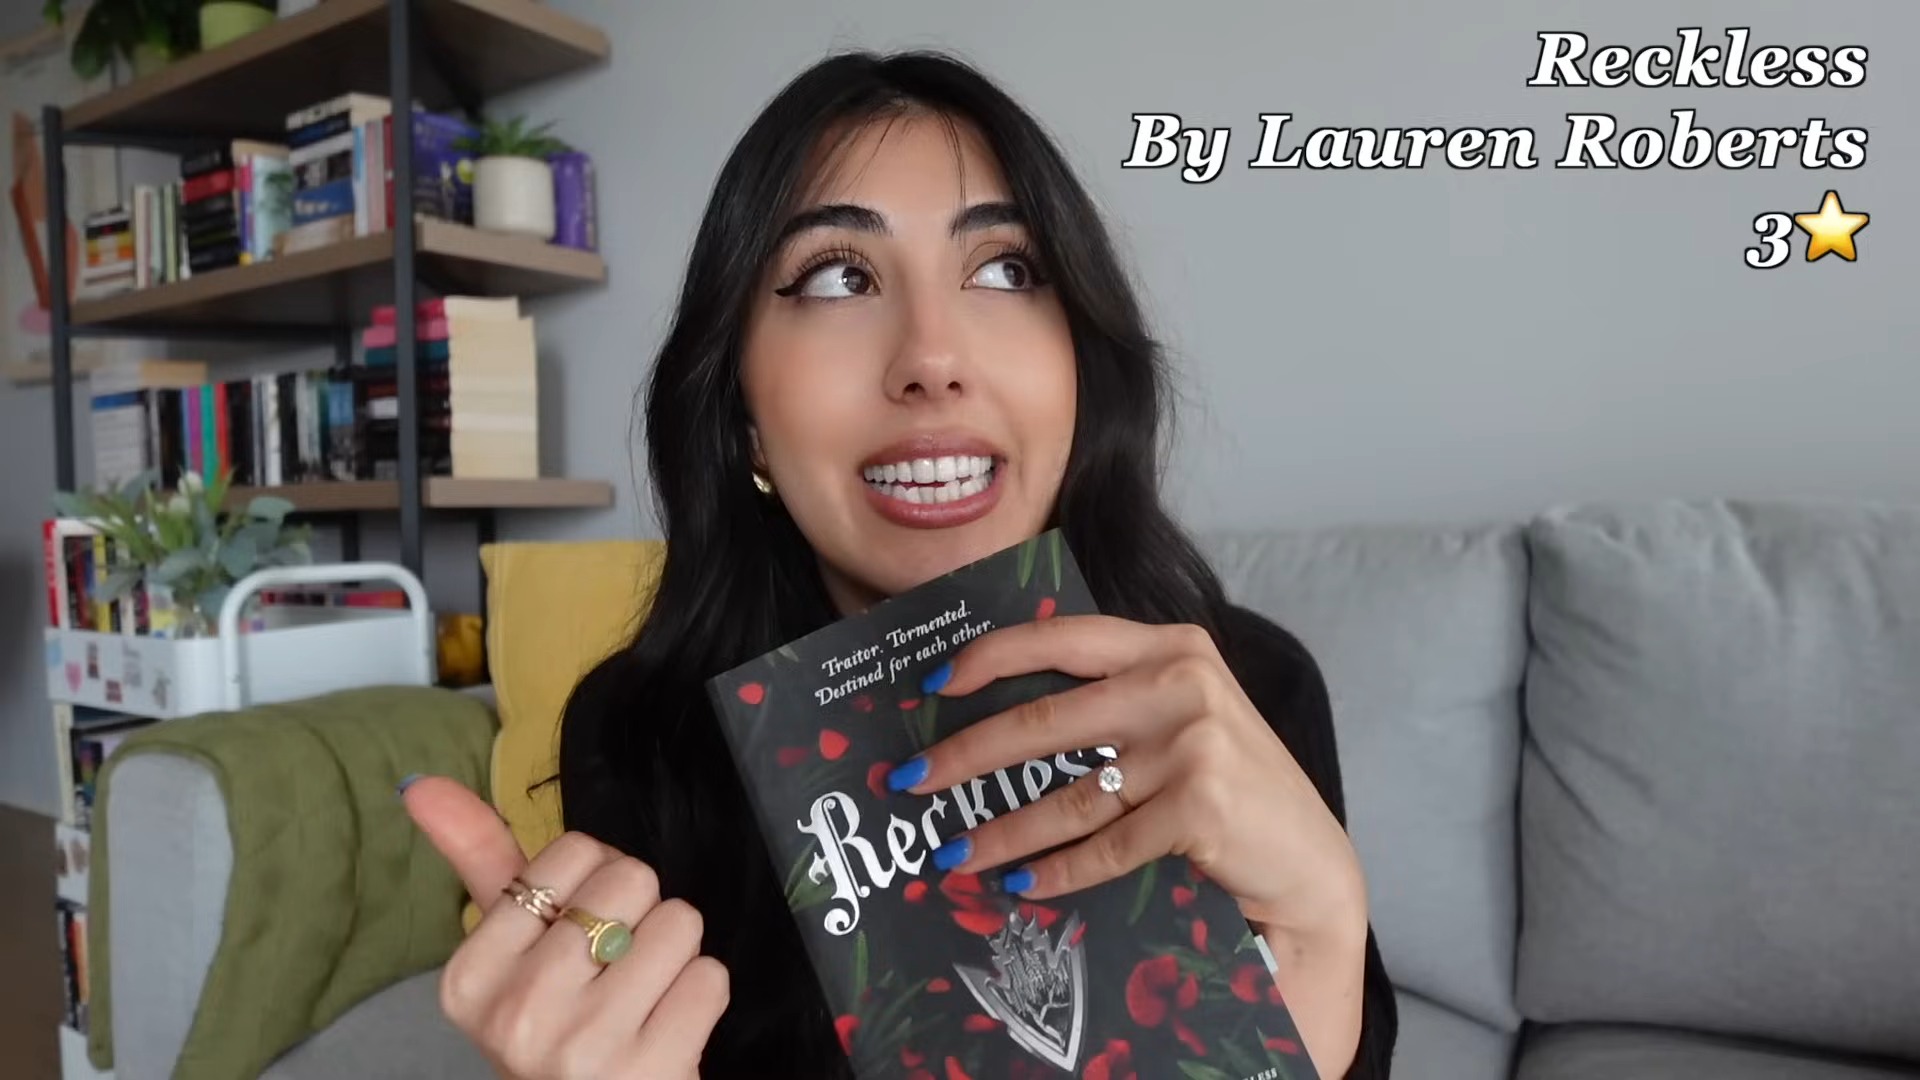 Reckless
By Lauren Roberts
3⭐
Traitor. Tormented.
Destined for each other.
Reckless